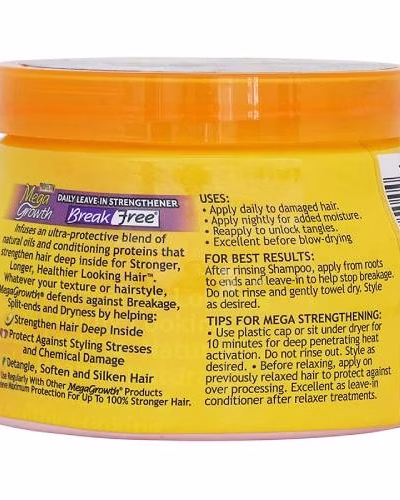 Mega
Growth
DAILY LEAVE-IN STRENGTHENER
Break Free®
Infuses an ultra-protective blend of
natural oils and conditioning proteins that
strengthen hair deep inside for Stronger,
Longer, Healthier Looking Hair™.
Whatever your texture or hairstyle,
MegaGrowth® defends against Breakage,
Split-ends and Dryness by helping:
Strengthen Hair Deep Inside
Protect Against Styling Stresses
and Chemical Damage
Detangle, Soften and Silken Hair
Use Regularly With Other MegaGrowth® Products
Maximum Protection For Up To 100% Stronger Hair.
USES:
• Apply daily to damaged hair.
• Apply nightly for added moisture.
• Reapply to unlock tangles.
• Excellent before blow-drying
FOR BEST RESULTS:
After rinsing Shampoo, apply from roots
to ends and leave-in to help stop breakage.
Do not rinse and gently towel dry. Style
as desired.
TIPS FOR MEGA STRENGTHENING:
• Use plastic cap or sit under dryer for
10 minutes for deep penetrating heat
activation. Do not rinse out. Style as
desired. • Before relaxing, apply on
previously relaxed hair to protect against
over processing. Excellent as leave-in
conditioner after relaxer treatments.